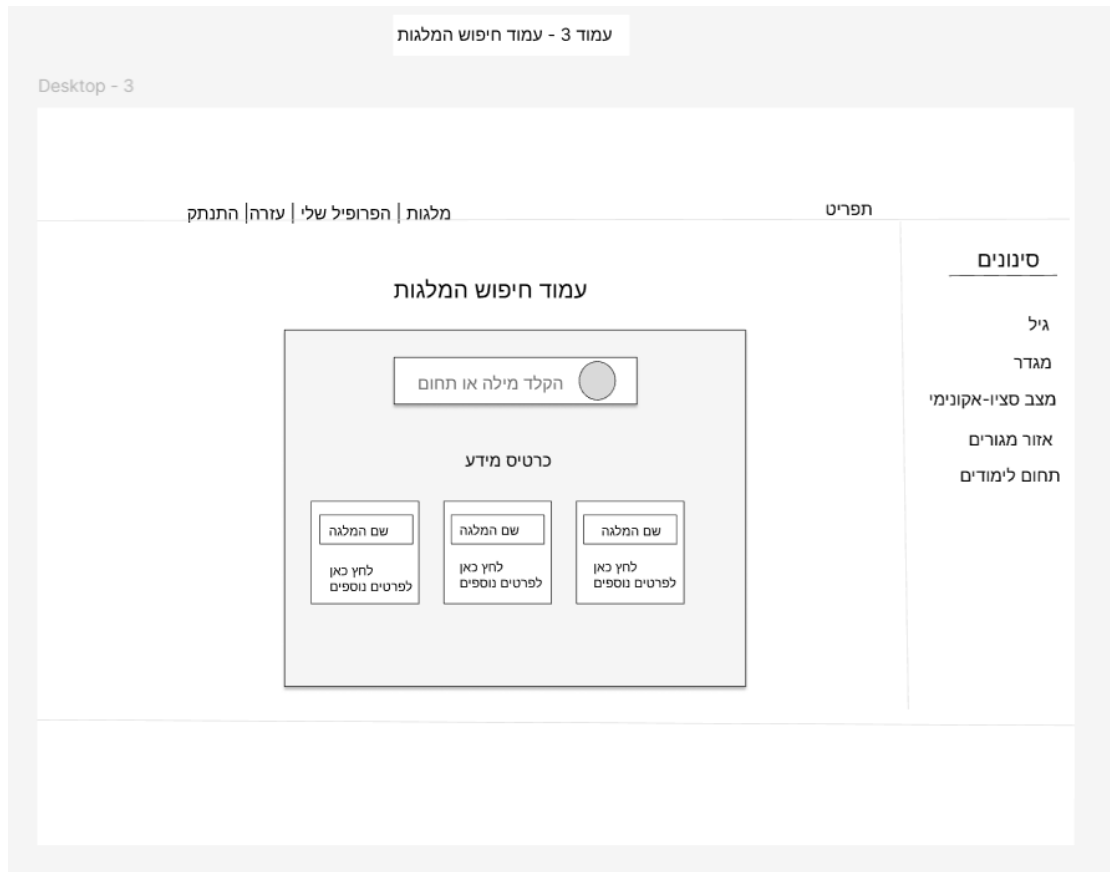 עמוד 3 - עמוד חיפוש המלגות
Desktop - 3
תפריט
מלגות | הפרופיל שלי | עזרה| התנתק
סינונים
גיל
מגדר
מצב סציו-אקונימי
אזור מגורים
תחום לימודים
עמוד חיפוש המלגות
הקלד מילה או תחום
כרטיס מידע
שם המלגה
לחץ כאן
לפרטים נוספים
שם המלגה
לחץ כאן
לפרטים נוספים
שם המלגה
לחץ כאן
לפרטים נוספים